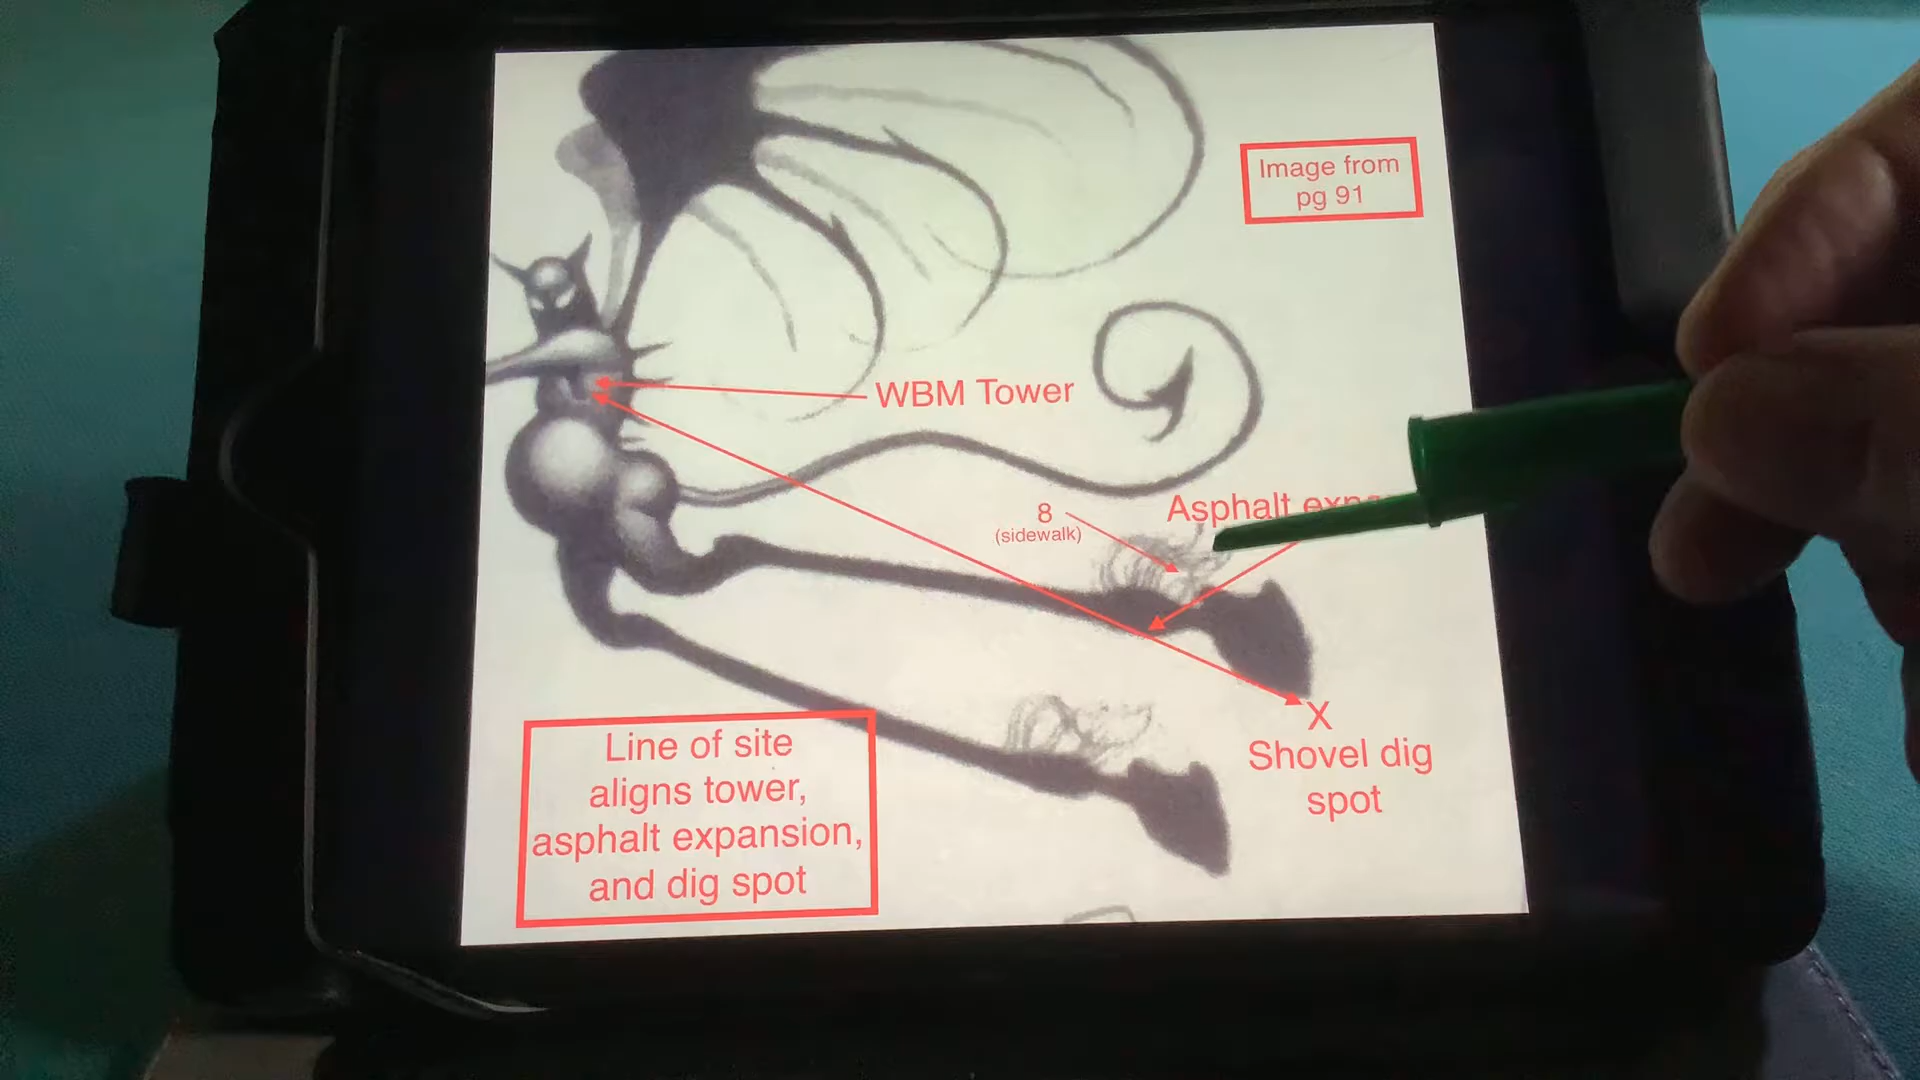 Image from
pg 91
WBM Tower
8
(sidewalk)
Asphalt
X
Shovel dig
spot
Line of site
aligns tower,
asphalt expansion,
and dig spot